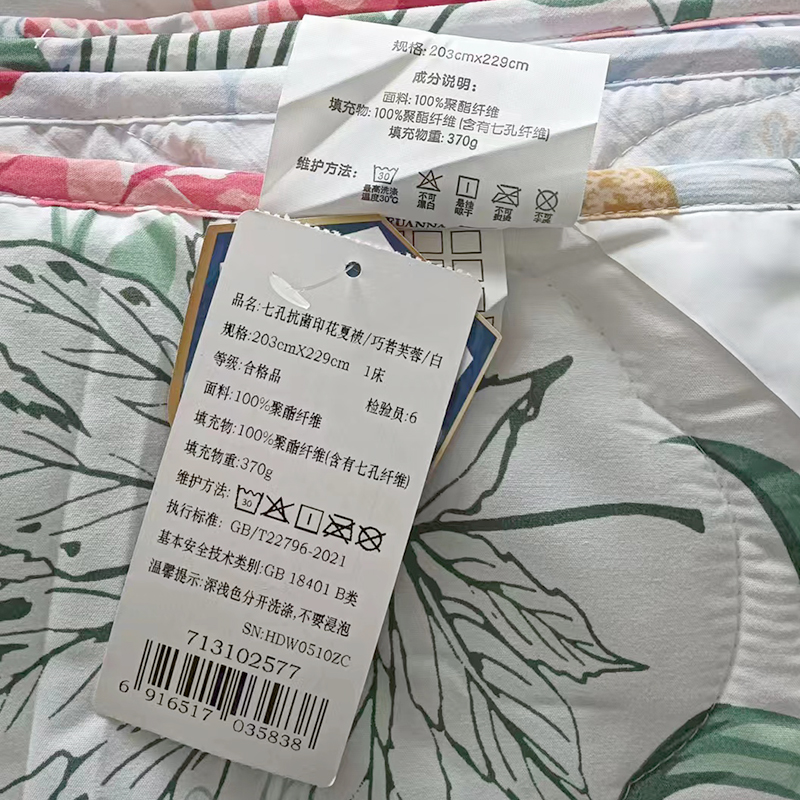 规格:203cmX229cm
成分说明:
面料:100%聚酯纤维
填充物:100%聚酯纤维(含有七孔纤维)
填充物重:370g
维护方法:
30
最高洗涤
温度30℃
不可
漂白
悬挂
晾干
不可
熨烫
不可
品名:七孔抗菌印花夏被/巧若芙蓉/白
规格:203cmX229cm 1床
等级:合格品
检验员:6
面料:100%聚酯纤维
填充物:100%聚酯纤维(含有七孔纤维)
填充物重:370g
维护方法:
30
执行标准: GB/T22796-2021
基本安全技术类别:GB 18401 B类
温馨提示:深浅色分开洗涤,不要浸泡
SN:HDW0510ZC
713102577
6 916517 035838